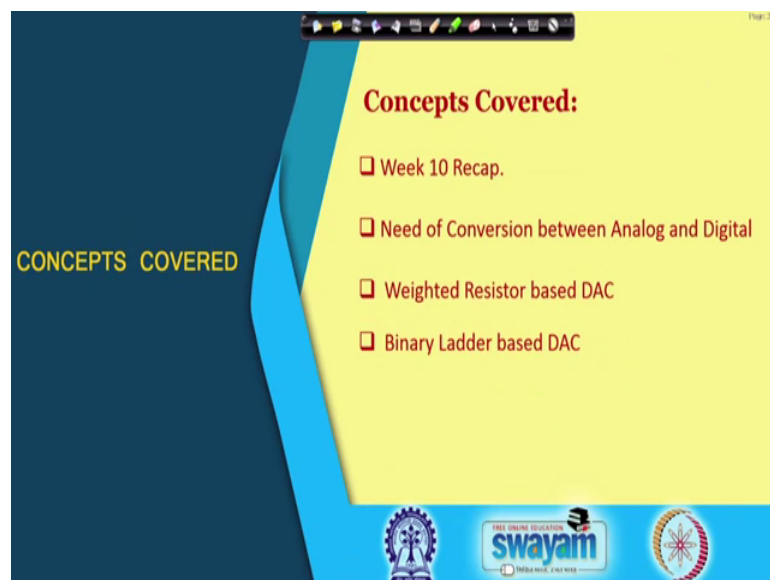 CONCEPTS COVERED
Concepts Covered:
Week 10 Recap.
Need of Conversion between Analog and Digital
Weighted Resistor based DAC
Binary Ladder based DAC
FREE ONLINE EDUCATION
swayam